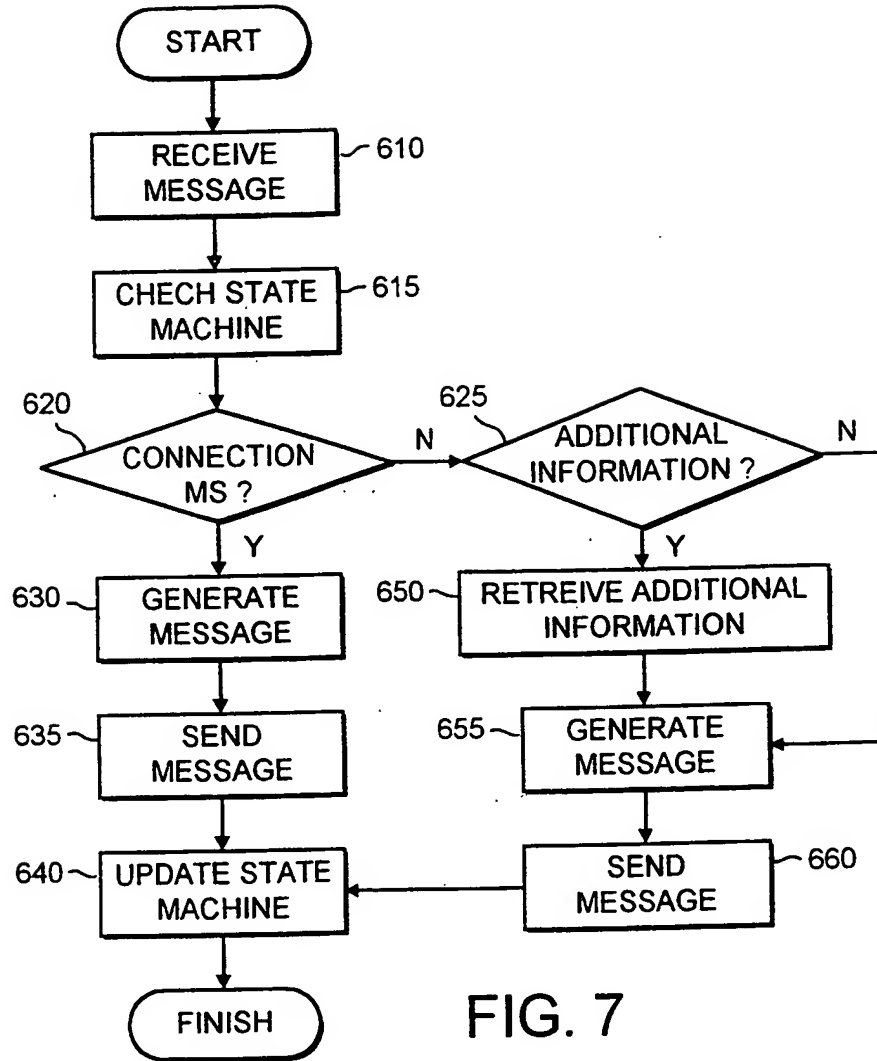 START
RECEIVE
MESSAGE
610
CHECH STATE
MACHINE
615
620
CONNECTION
MS ?
N
625
ADDITIONAL
INFORMATION ?
N
Y
Y
630
GENERATE
MESSAGE
650
RETREIVE ADDITIONAL
INFORMATION
635
SEND
MESSAGE
655
GENERATE
MESSAGE
640
UPDATE STATE
MACHINE
SEND
MESSAGE
660
FINISH
FIG. 7